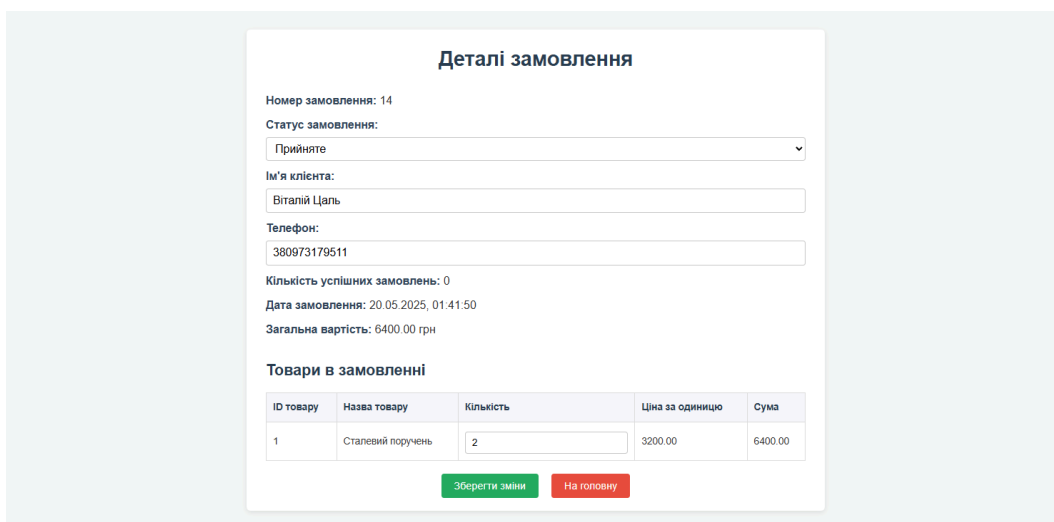 Деталі замовлення
Номер замовлення: 14
Статус замовлення:
Прийняте
Ім'я клієнта:
Віталій Цаль
Телефон:
380973179511
Кількість успішних замовлень: 0
Дата замовлення: 20.05.2025, 01:41:50
Загальна вартість: 6400.00 грн
Товари в замовленні
ID товару Назва товару Кількість Ціна за одиницю Сума
1 Сталевий поручень 2 3200.00 6400.00
Зберегти зміни На головну